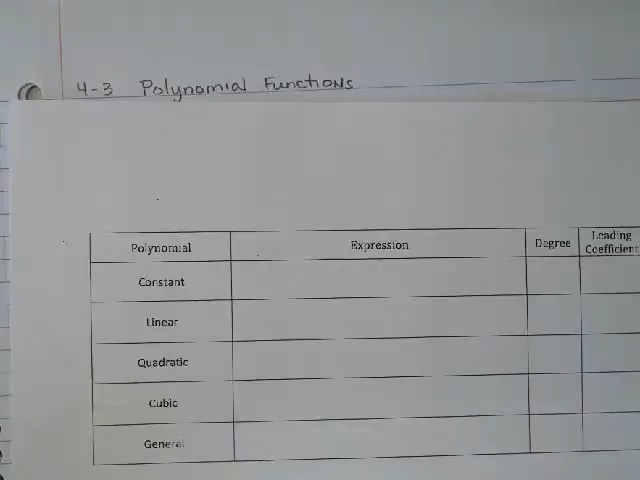 4-3 Polynomial Functions
Polynomial Expression Degree Leading Coefficient
Constant
Linear
Quadratic
Cubic
General